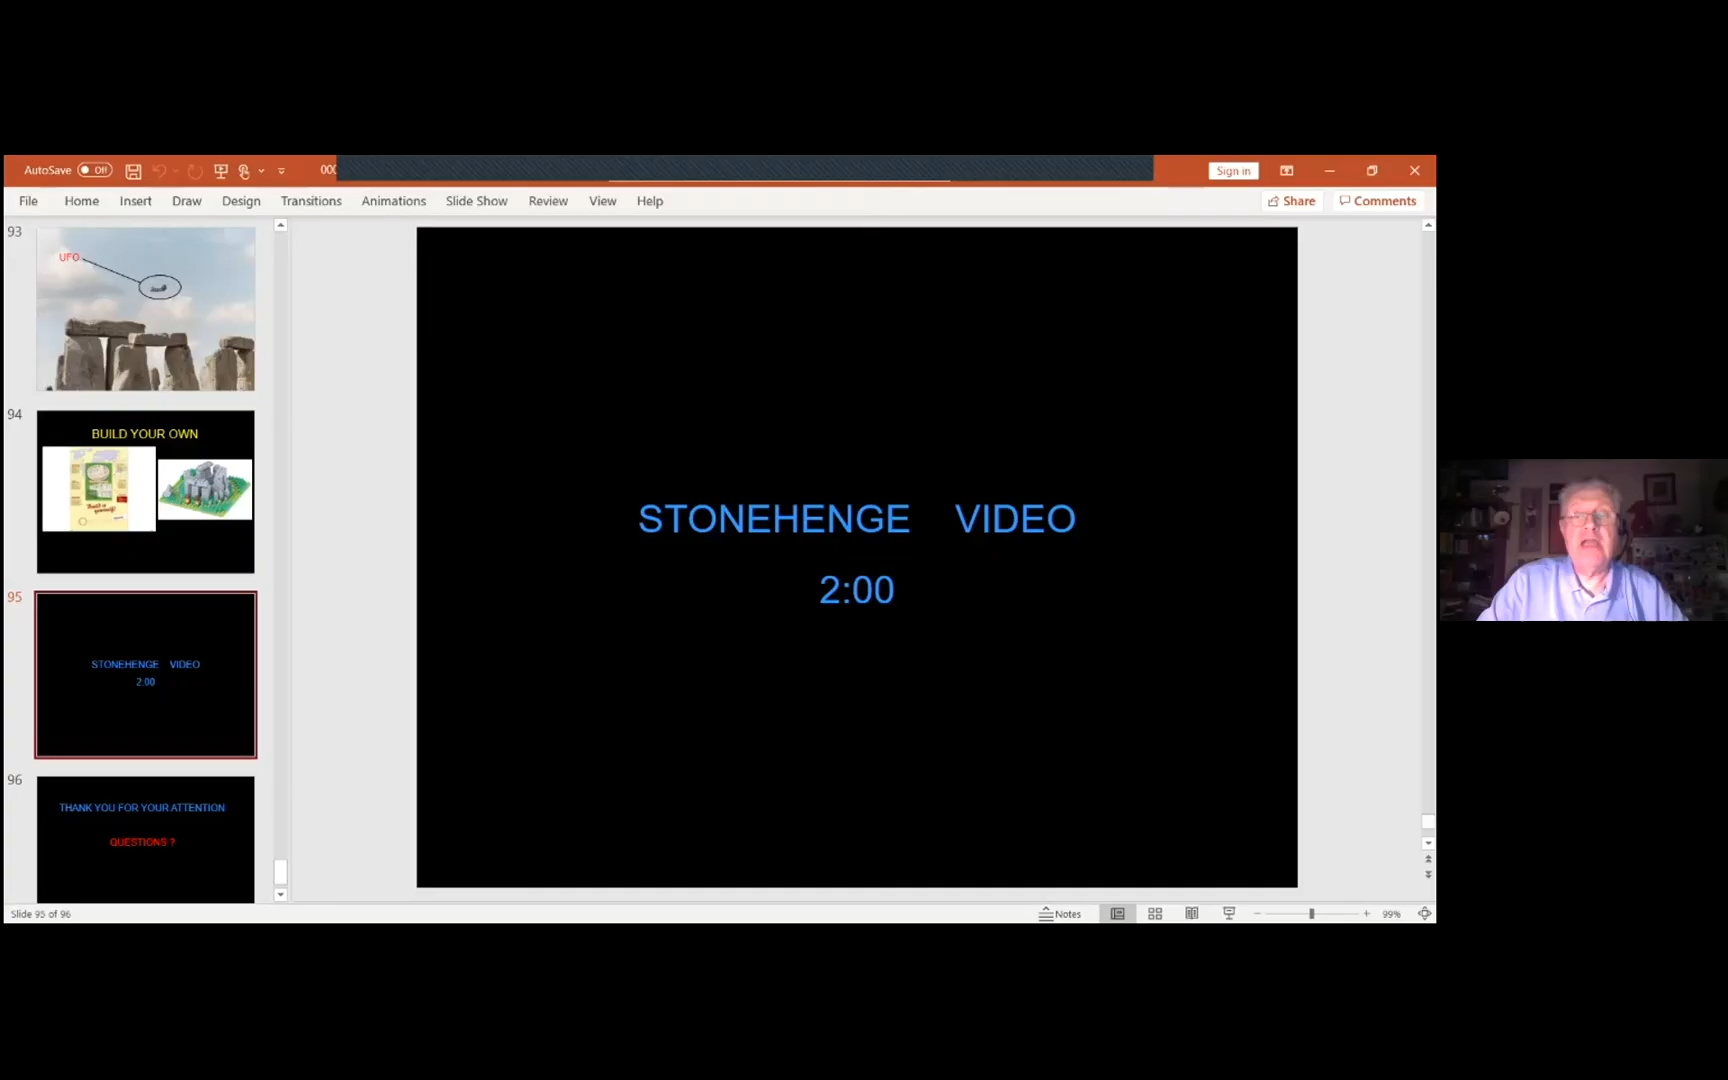 AutoSave Off
000
Sign in
File Home Insert Draw Design Transitions Animations Slide Show Review View Help
Share Comments
93
UFO
94
BUILD YOUR OWN
95
STONEHENGE VIDEO
2:00
96
THANK YOU FOR YOUR ATTENTION
QUESTIONS ?
STONEHENGE VIDEO
2:00
Slide 95 of 96
Notes
99%